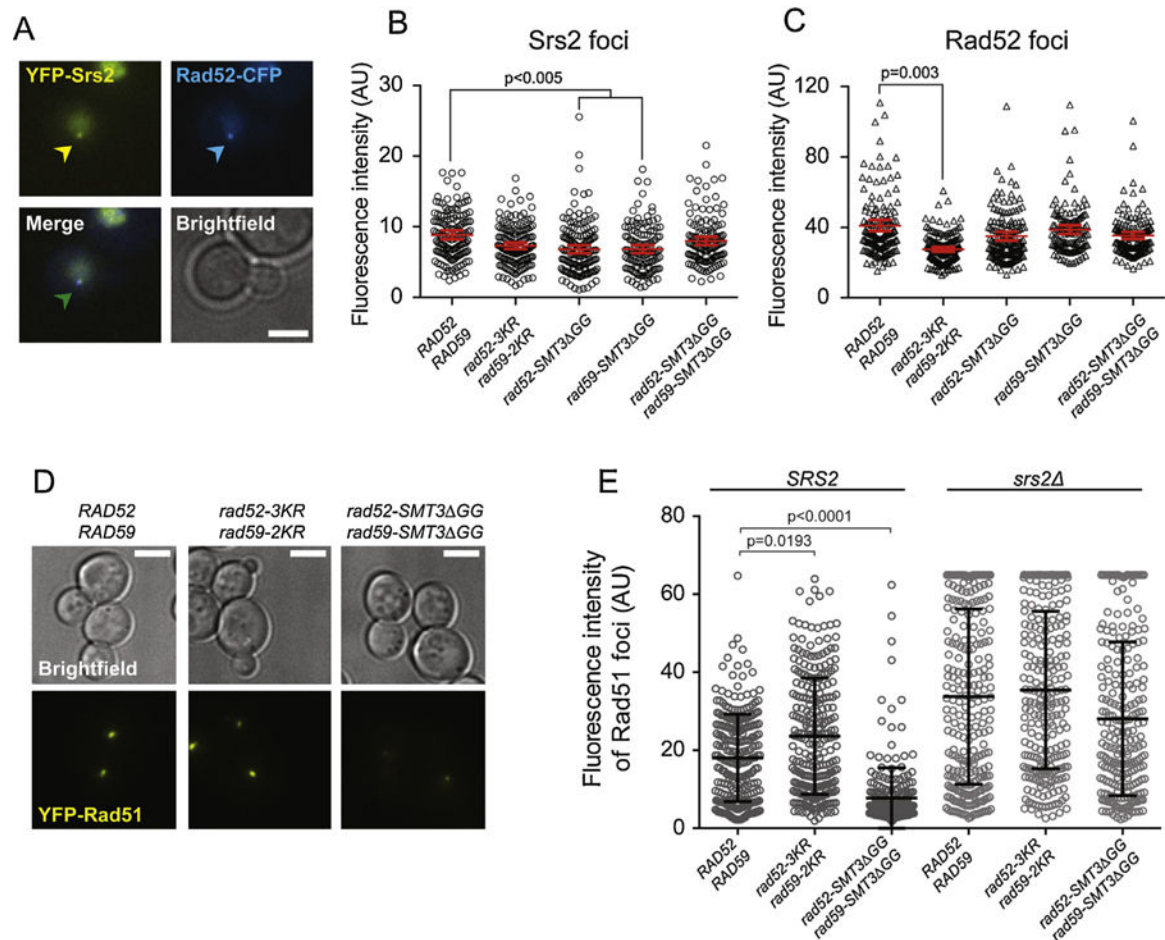 A
YFP-Srs2
Rad52-CFP
Merge
Brightfield
B
Srs2 foci
Fluorescence intensity (AU)
30
20
10
0
p<0.005
RAD52
RAD59
rad52-3KR
rad59-2KR
rad52-SMT3ΔGG
rad59-SMT3ΔGG
rad52-SMT3ΔGG
rad59-SMT3ΔGG
C
Rad52 foci
Fluorescence intensity (AU)
120
80
40
0
p=0.003
RAD52
RAD59
rad52-3KR
rad59-2KR
rad52-SMT3ΔGG
rad59-SMT3ΔGG
rad52-SMT3ΔGG
rad59-SMT3ΔGG
D
RAD52
RAD59
rad52-3KR
rad59-2KR
rad52-SMT3ΔGG
rad59-SMT3ΔGG
Brightfield
YFP-Rad51
E
SRS2
srs2Δ
Fluorescence intensity
of Rad51 foci (AU)
80
60
40
20
0
p<0.0001
p=0.0193
RAD52
RAD59
rad52-3KR
rad59-2KR
rad52-SMT3ΔGG
rad59-SMT3ΔGG
RAD52
RAD59
rad52-3KR
rad59-2KR
rad52-SMT3ΔGG
rad59-SMT3ΔGG